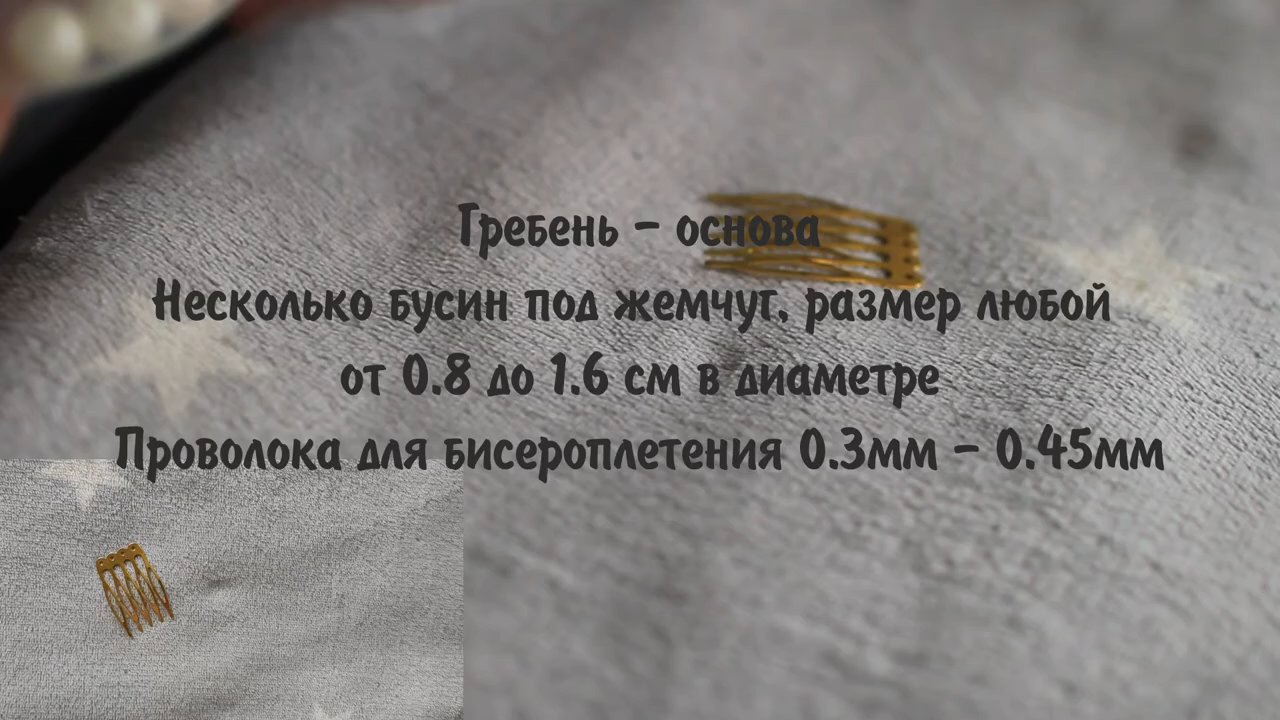 Гребень - основа
Несколько бусин под жемчуг, размер любой
от 0.8 до 1.6 см в диаметре
Проволока для бисероплетения 0.3мм - 0.45мм